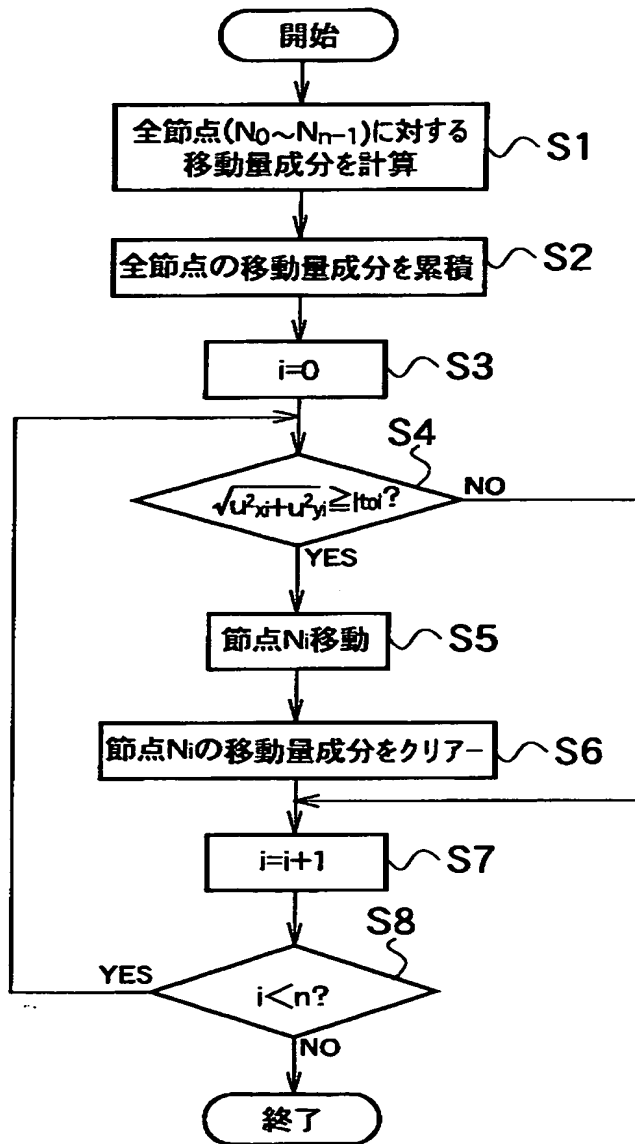 開始
全節点(N0～Nn-1)に対する
移動量成分を計算
S1
全節点の移動量成分を累積
S2
i=0
S3
S4
√u²xi+u²yi≧ltol?
NO
YES
節点Ni移動
S5
節点Niの移動量成分をクリアー
S6
i=i+1
S7
S8
YES
i<n?
NO
終了